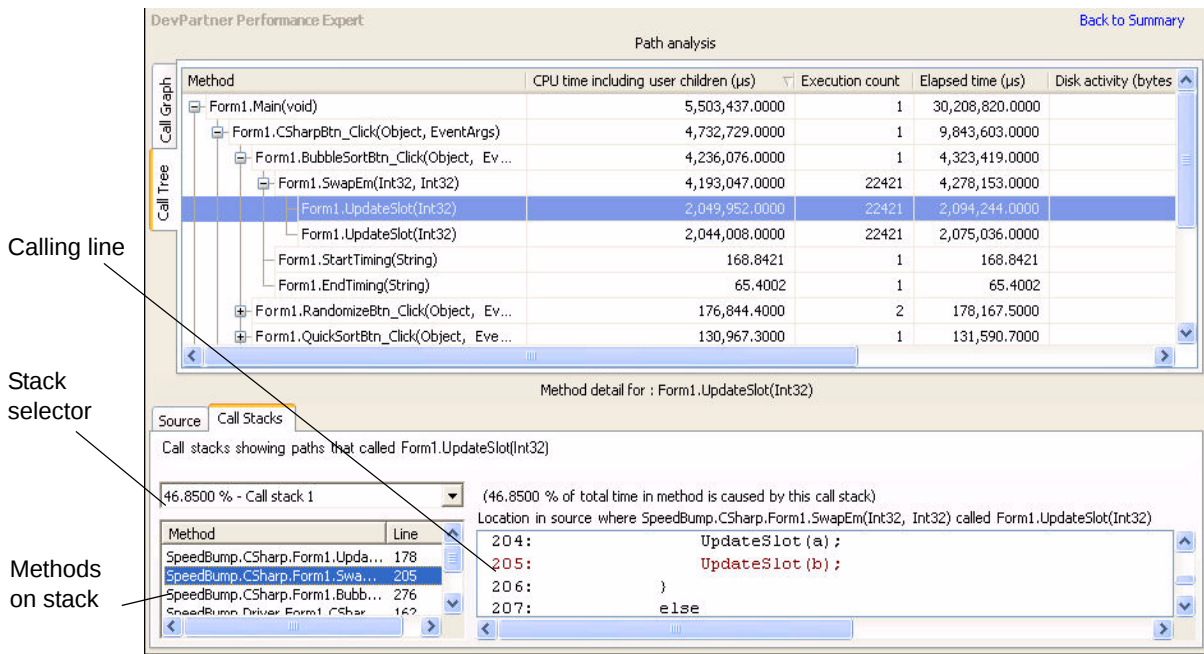 DevPartner Performance Expert
Back to Summary
Path analysis
Call Graph
Call Tree
Method CPU time including user children (µs) Execution count Elapsed time (µs) Disk activity (bytes
Form1.Main(void) 5,503,437.0000 1 30,208,820.0000
Form1.CSharpBtn_Click(Object, EventArgs) 4,732,729.0000 1 9,843,603.0000
Form1.BubbleSortBtn_Click(Object, Ev... 4,236,076.0000 1 4,323,419.0000
Form1.SwapEm(Int32, Int32) 4,193,047.0000 22421 4,278,153.0000
Form1.UpdateSlot(Int32) 2,049,952.0000 22421 2,094,244.0000
Form1.UpdateSlot(Int32) 2,044,008.0000 22421 2,075,036.0000
Form1.StartTiming(String) 168.8421 1 168.8421
Form1.EndTiming(String) 65.4002 1 65.4002
Form1.RandomizeBtn_Click(Object, Ev... 176,844.4000 2 178,167.5000
Form1.QuickSortBtn_Click(Object, Eve... 130,967.3000 1 131,590.7000
Calling line
Stack
selector
Methods
on stack
Method detail for : Form1.UpdateSlot(Int32)
Source Call Stacks
Call stacks showing paths that called Form1.UpdateSlot(Int32)
46.8500 % - Call stack 1
(46.8500 % of total time in method is caused by this call stack)
Location in source where SpeedBump.CSharp.Form1.SwapEm(Int32, Int32) called Form1.UpdateSlot(Int32)
Method Line
SpeedBump.CSharp.Form1.Upda... 178
SpeedBump.CSharp.Form1.Swa... 205
SpeedBump.CSharp.Form1.Bubb... 276
SpeedBump.Driver.Form1.CShar... 162
204: UpdateSlot(a);
205: UpdateSlot(b);
206: }
207: else